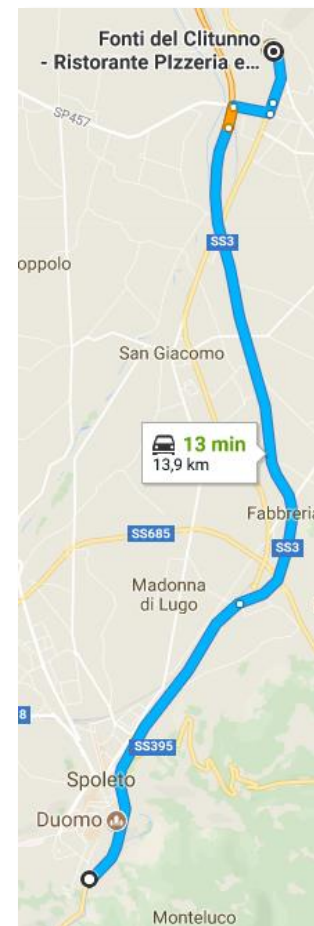 Fonti del Clitunno
- Ristorante PIzzeria e...
SP457
SS3
oppolo
San Giacomo
13 min
13,9 km
Fabbreria
SS685
SS3
Madonna
di Lugo
8
SS395
Spoleto
Duomo
Monteluco